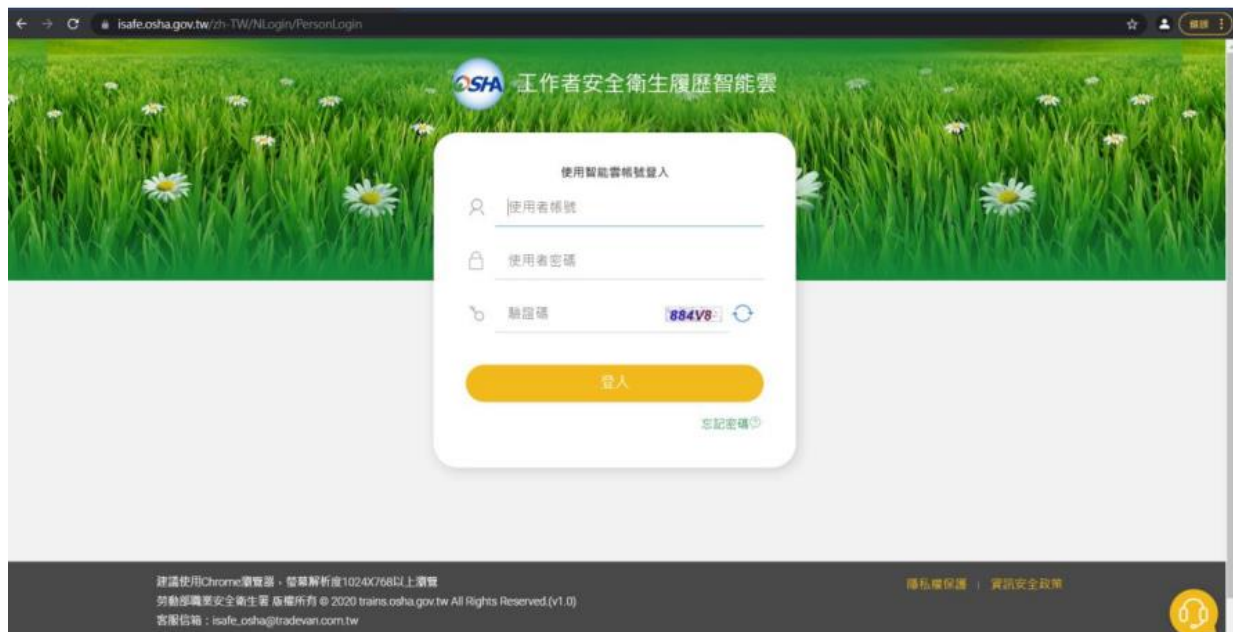 isafe.osha.gov.tw/zh-TW/NLogin/PersonLogin
OSHA 工作者安全衛生履歷智能雲
使用智能雲帳號登入
使用者帳號
使用者密碼
驗證碼 884V8
登入
忘記密碼?
建議使用Chrome瀏覽器，螢幕解析度1024X768以上瀏覽
隱私權保護 | 資訊安全政策
勞動部職業安全衛生署 版權所有 © 2020 trains.osha.gov.tw All Rights Reserved.(v1.0)
客服信箱：isafe_osha@tradevan.com.tw